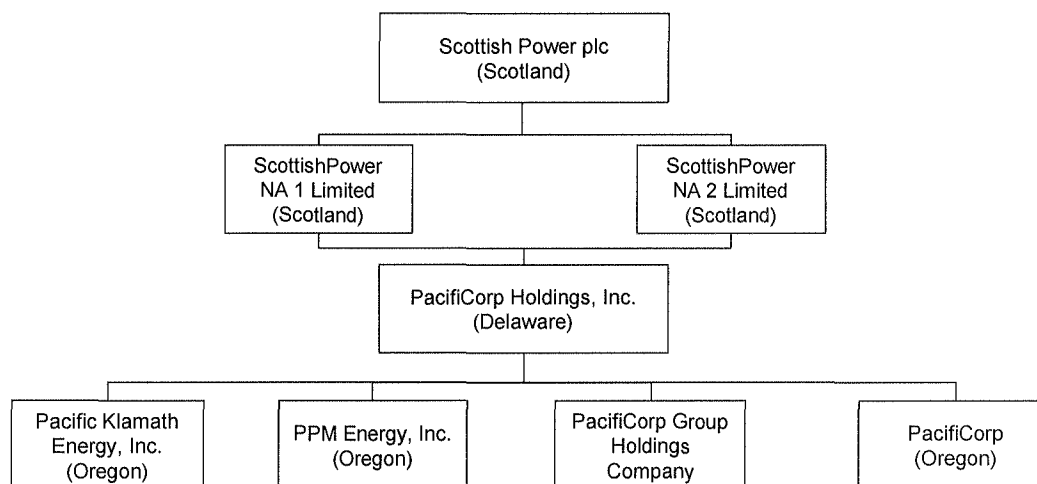 Scottish Power plc
(Scotland)
ScottishPower
NA 1 Limited
(Scotland)
ScottishPower
NA 2 Limited
(Scotland)
PacifiCorp Holdings, Inc.
(Delaware)
Pacific Klamath
Energy, Inc.
(Oregon)
PPM Energy, Inc.
(Oregon)
PacifiCorp Group
Holdings
Company
PacifiCorp
(Oregon)